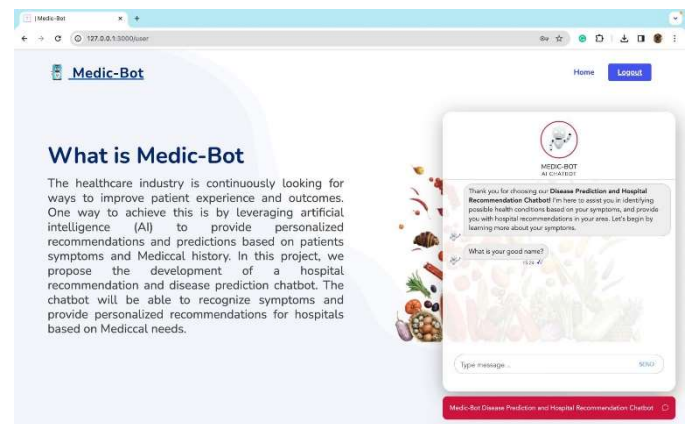 | Medic-Bot
127.0.0.1:5000/user
Medic-Bot
Home
Logout
What is Medic-Bot
The healthcare industry is continuously looking for
ways to improve patient experience and outcomes.
One way to achieve this is by leveraging artificial
intelligence (AI) to provide personalized
recommendations and predictions based on patients
symptoms and Mediccal history. In this project, we
propose the development of a hospital
recommendation and disease prediction chatbot. The
chatbot will be able to recognize symptoms and
provide personalized recommendations for hospitals
based on Mediccal needs.
MEDIC-BOT
AI CHATBOT
Thank you for choosing our Disease Prediction and Hospital
Recommendation Chatbot! I'm here to assist you in identifying
possible health conditions based on your symptoms, and provide
you with hospital recommendations in your area. Let's begin by
learning more about your symptoms.
What is your good name?
Type message...
SEND
Medic-Bot Disease Prediction and Hospital Recommendation Chatbot